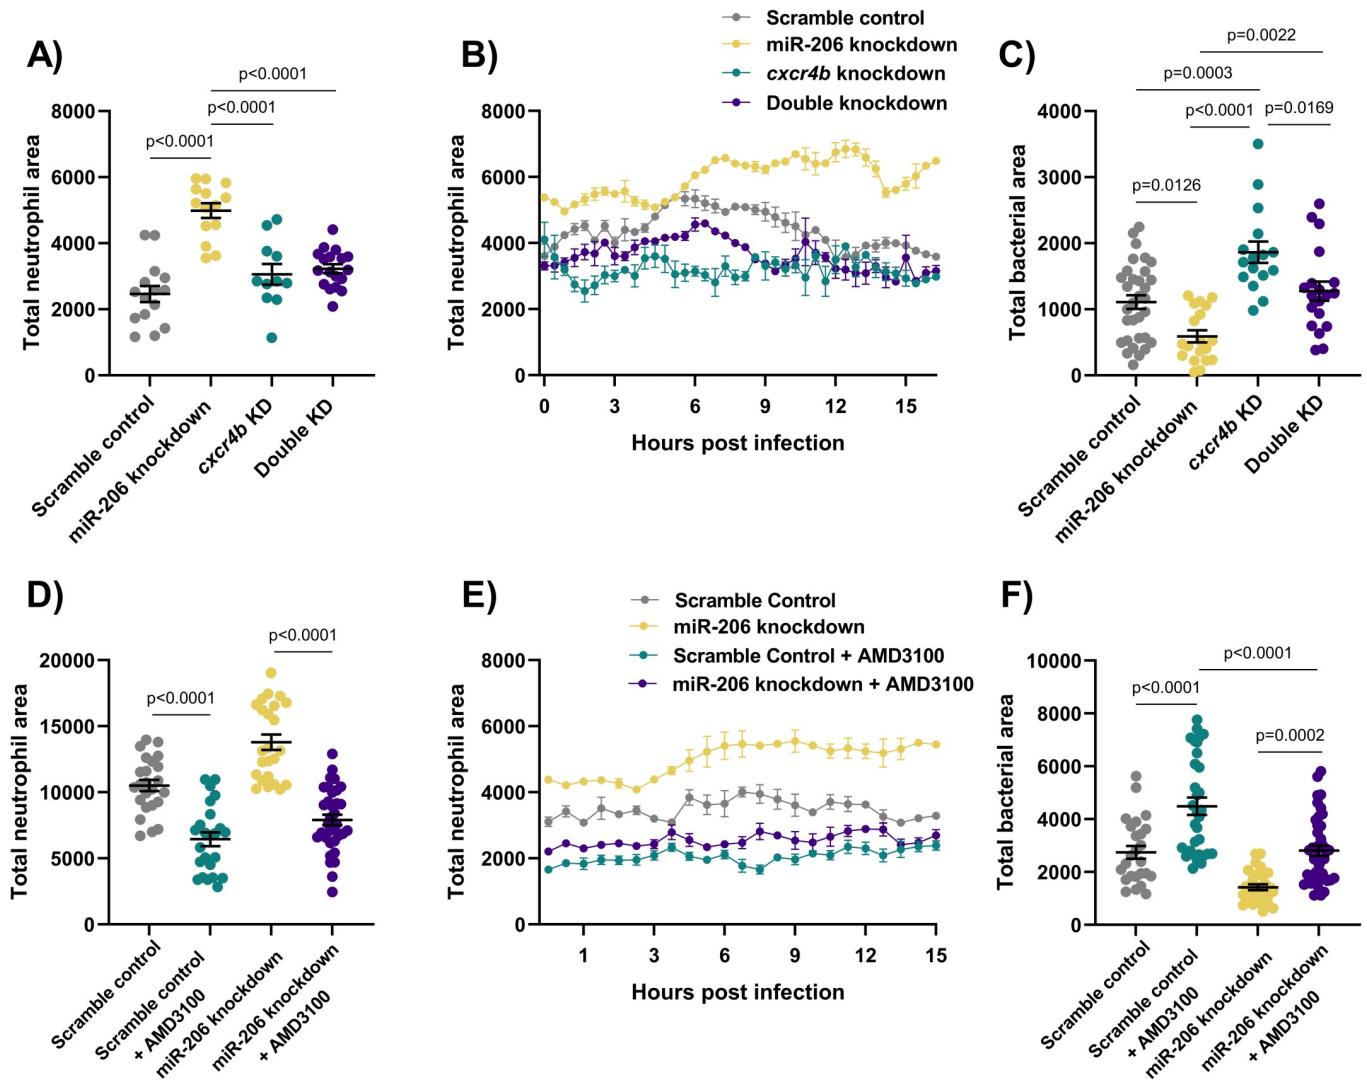 A)
p<0.0001
p<0.0001
p<0.0001
Total neutrophil area
8000
6000
4000
2000
0
Scramble control
miR-206 knockdown
cxcr4b KD
Double KD
B)
Scramble control
miR-206 knockdown
cxcr4b knockdown
Double knockdown
Total neutrophil area
8000
6000
4000
2000
0
0 3 6 9 12 15
Hours post infection
C)
p=0.0022
p=0.0003
p<0.0001 p=0.0169
p=0.0126
Total bacterial area
4000
3000
2000
1000
0
Scramble control
miR-206 knockdown
cxcr4b KD
Double KD
D)
p<0.0001
p<0.0001
Total neutrophil area
20000
15000
10000
5000
0
Scramble control
Scramble control
+ AMD3100
miR-206 knockdown
miR-206 knockdown
+ AMD3100
E)
Scramble Control
miR-206 knockdown
Scramble Control + AMD3100
miR-206 knockdown + AMD3100
Total neutrophil area
8000
6000
4000
2000
0
1 3 6 9 12 15
Hours post infection
F)
p<0.0001
p<0.0001
p=0.0002
Total bacterial area
10000
8000
6000
4000
2000
0
Scramble control
Scramble control
+ AMD3100
miR-206 knockdown
miR-206 knockdown
+ AMD3100